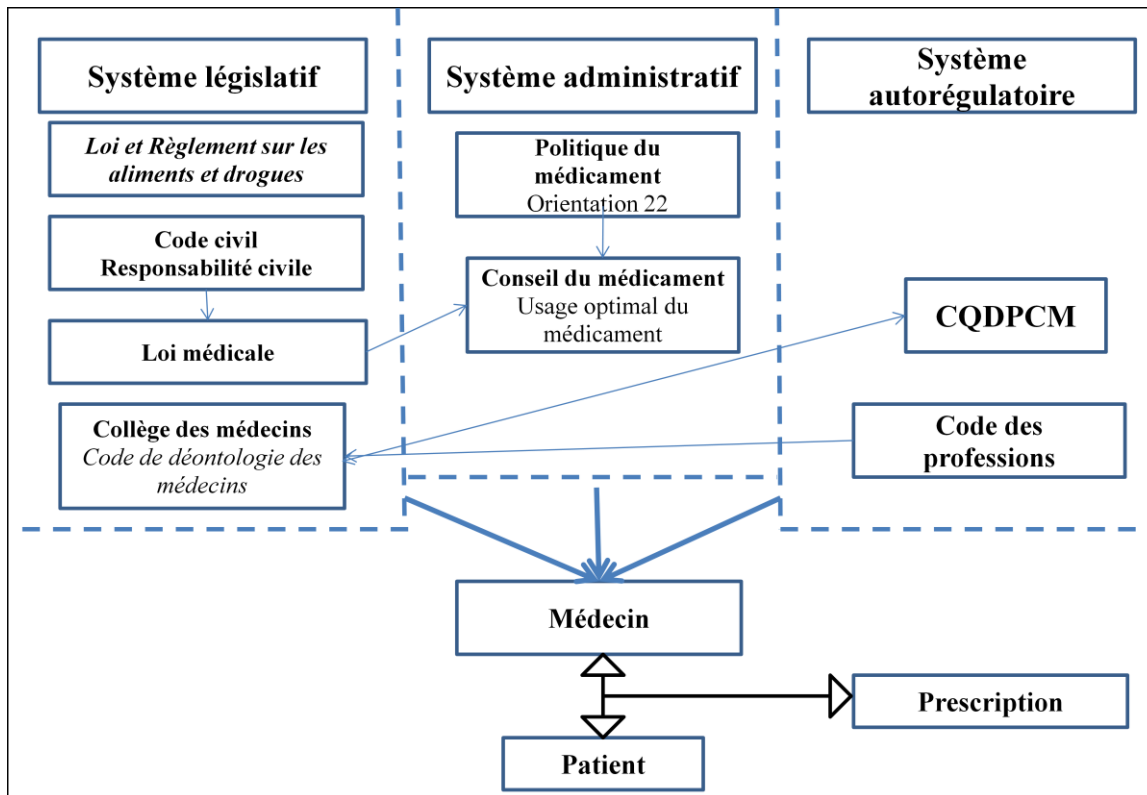 Système législatif
Loi et Règlement sur les
aliments et drogues
Code civil
Responsabilité civile
Loi médicale
Collège des médecins
Code de déontologie des
médecins
Système administratif
Politique du
médicament
Orientation 22
Conseil du médicament
Usage optimal du
médicament
Système
autorégulatoire
CQDPCM
Code des
professions
Médecin
Prescription
Patient